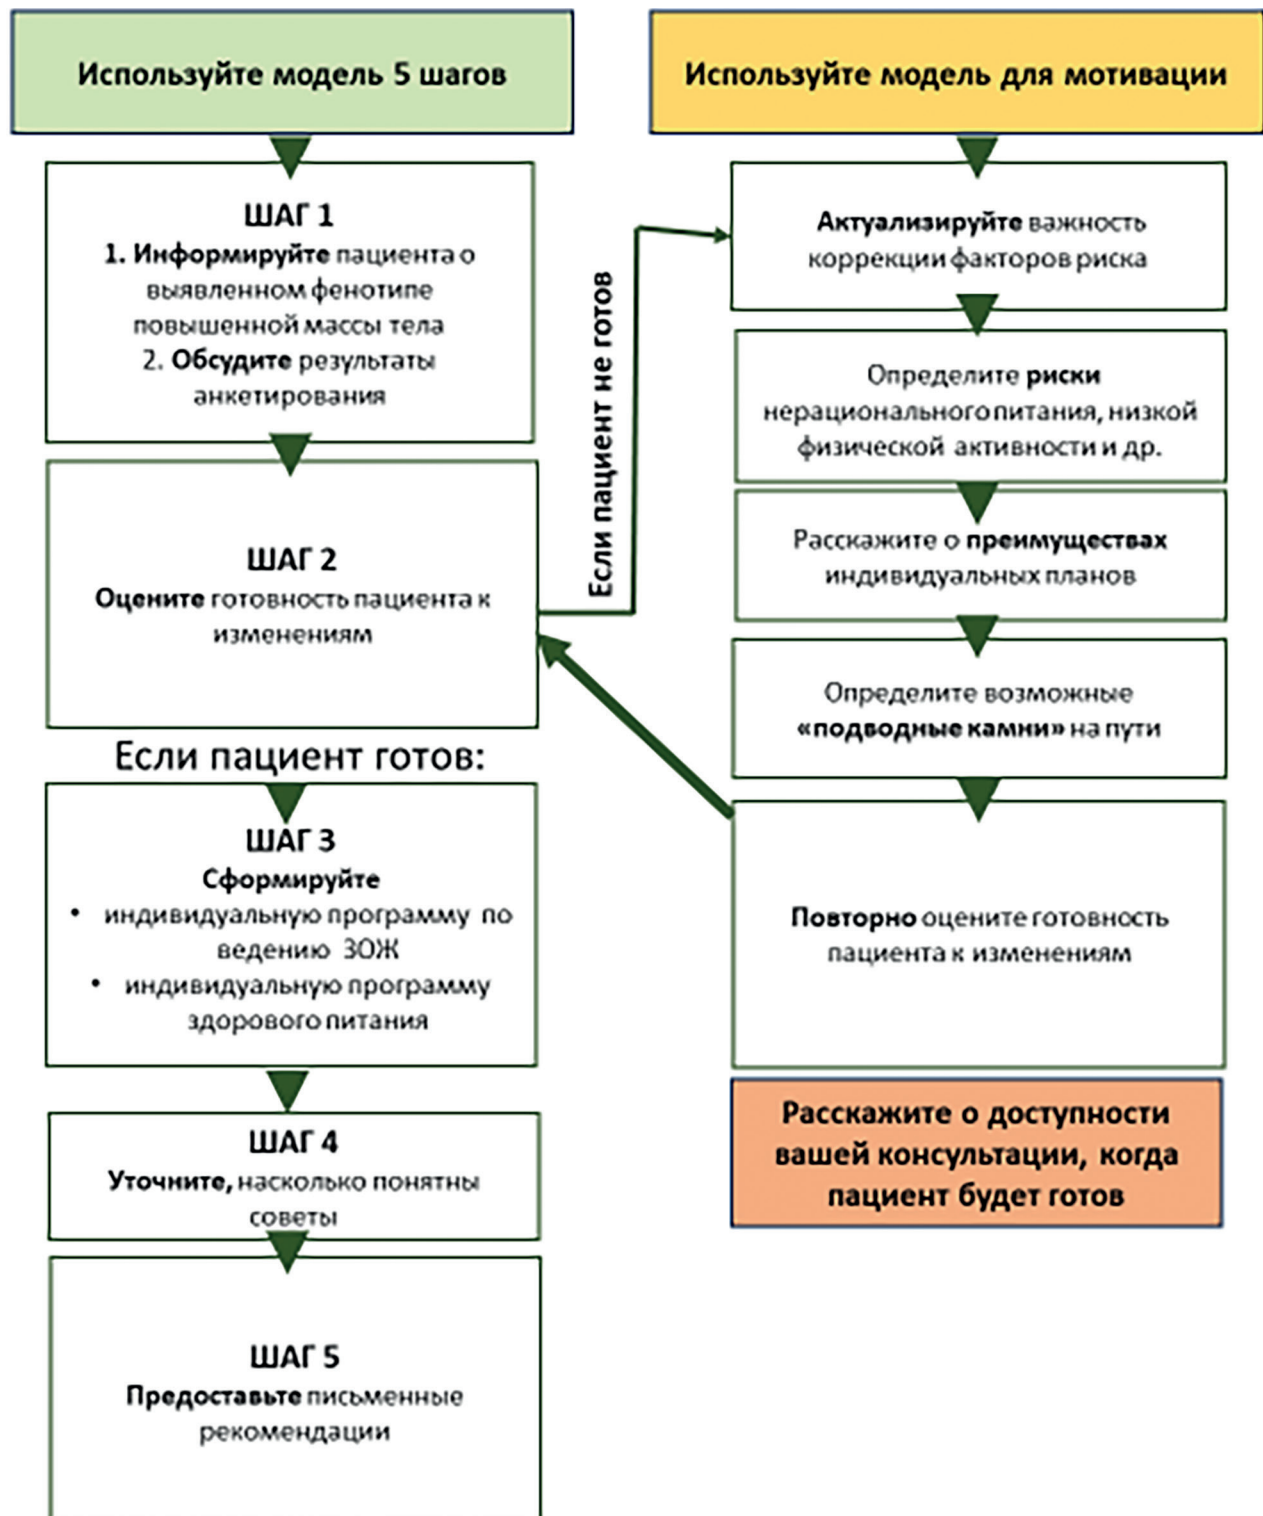 Используйте модель 5 шагов
ШАГ 1
1. Информируйте пациента о
выявленном фенотипе
повышенной массы тела
2. Обсудите результаты
анкетирования
ШАГ 2
Оцените готовность пациента к
изменениям
Если пациент готов:
ШАГ 3
Сформируйте
• индивидуальную программу по
ведению ЗОЖ
• индивидуальную программу
здорового питания
ШАГ 4
Уточните, насколько понятны
советы
ШАГ 5
Предоставьте письменные
рекомендации
Если пациент не готов
Используйте модель для мотивации
Актуализируйте важность
коррекции факторов риска
Определите риски
нерационального питания, низкой
физической активности и др.
Расскажите о преимуществах
индивидуальных планов
Определите возможные
«подводные камни» на пути
Повторно оцените готовность
пациента к изменениям
Расскажите о доступности
вашей консультации, когда
пациент будет готов